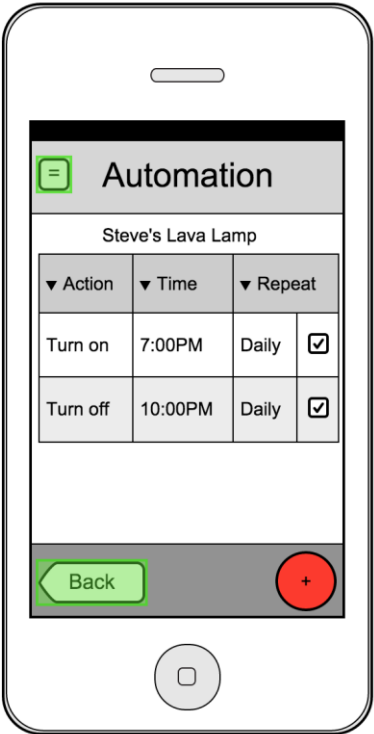 = Automation
Steve's Lava Lamp
▼ Action ▼ Time ▼ Repeat
Turn on 7:00PM Daily
Turn off 10:00PM Daily
Back +